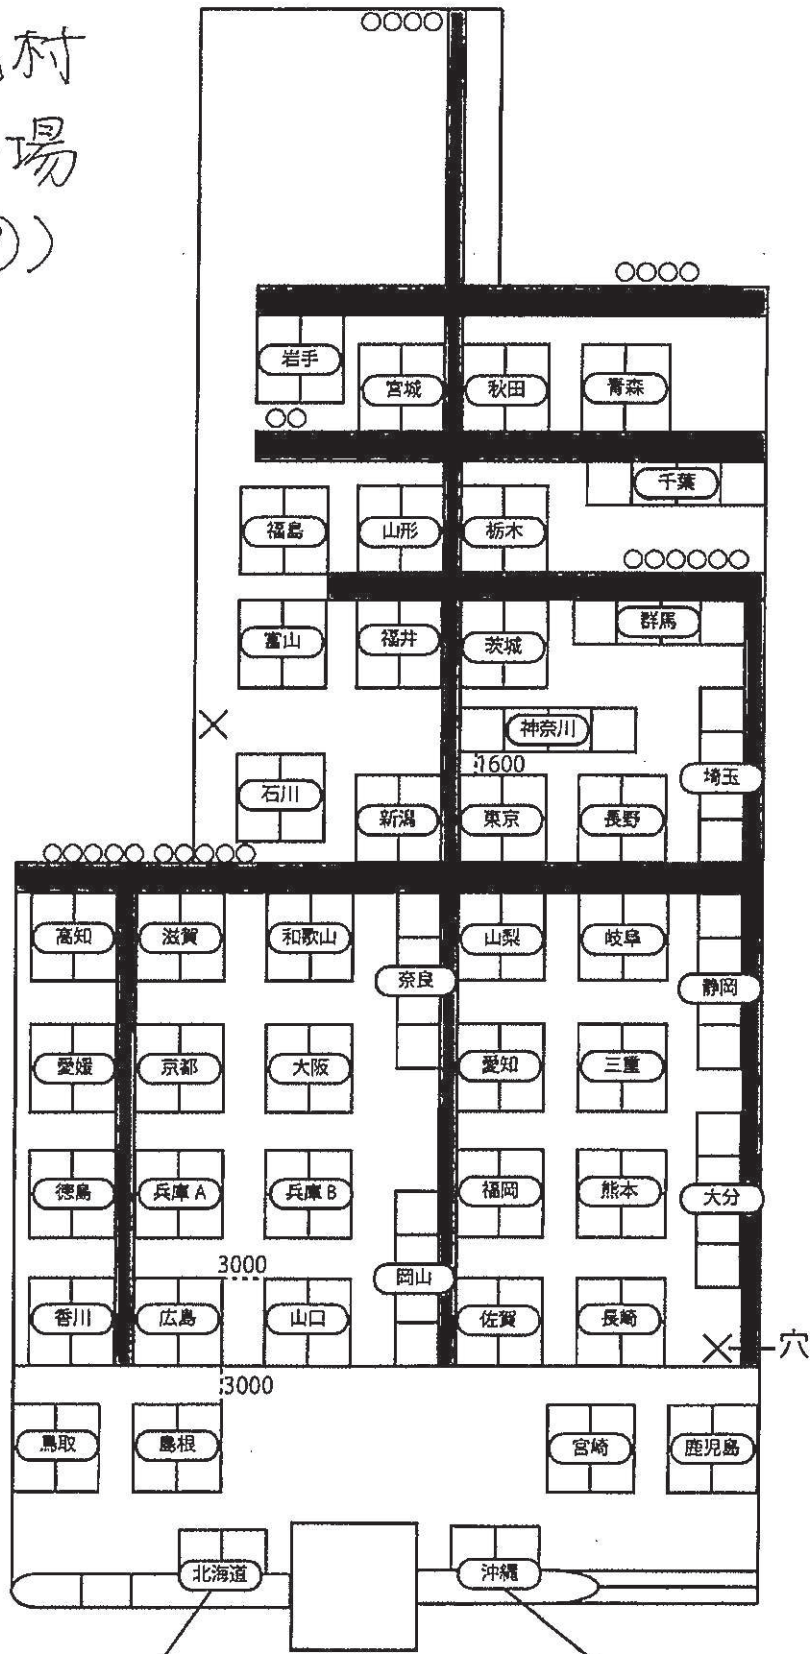 村
場
岩手
宮城 秋田 青森
千葉
福島 山形 栃木
富山 福井 茨城 群馬
神奈川
1600
石川 新潟 東京 長野 埼玉
高知 滋賀 和歌山 奈良 山梨 岐阜 静岡
愛媛 京都 大阪 愛知 三重
徳島 兵庫A 兵庫B 福岡 熊本 大分
3000
香川 広島 山口 岡山 佐賀 長崎
穴
3000
鳥取 島根 宮崎 鹿児島
北海道 沖縄